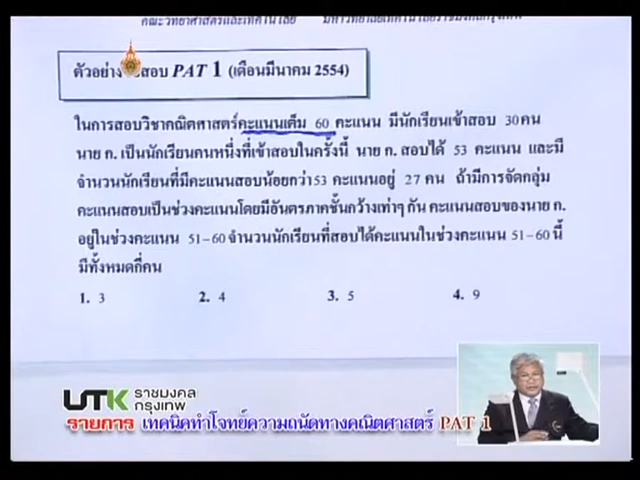 คณะวิทยาศาสตร์และเทคโนโลยี มหาวิทยาลัยเทคโนโลยีราชมงคลกรุงเทพ
ตัวอย่าง สอบ PAT 1 (เดือนมีนาคม 2554)
ในการสอบวิชาคณิตศาสตร์คะแนนเต็ม 60 คะแนน มีนักเรียนเข้าสอบ 30 คน
นาย ก. เป็นนักเรียนคนหนึ่งที่เข้าสอบในครั้งนี้ นาย ก. สอบได้ 53 คะแนน และมี
จำนวนนักเรียนที่มีคะแนนสอบน้อยกว่า 53 คะแนนอยู่ 27 คน ถ้ามีการจัดกลุ่ม
คะแนนสอบเป็นช่วงคะแนนโดยมีอันตรภาคชั้นกว้างเท่าๆ กัน คะแนนสอบของนาย ก.
อยู่ในช่วงคะแนน 51-60 จำนวนนักเรียนที่สอบได้คะแนนในช่วงคะแนน 51-60 นี้
มีทั้งหมดกี่คน
1. 3 2. 4 3. 5 4. 9
UTK ราชมงคล
กรุงเทพ
รายการ เทคนิคทำโจทย์ความถนัดทางคณิตศาสตร์ PAT 1